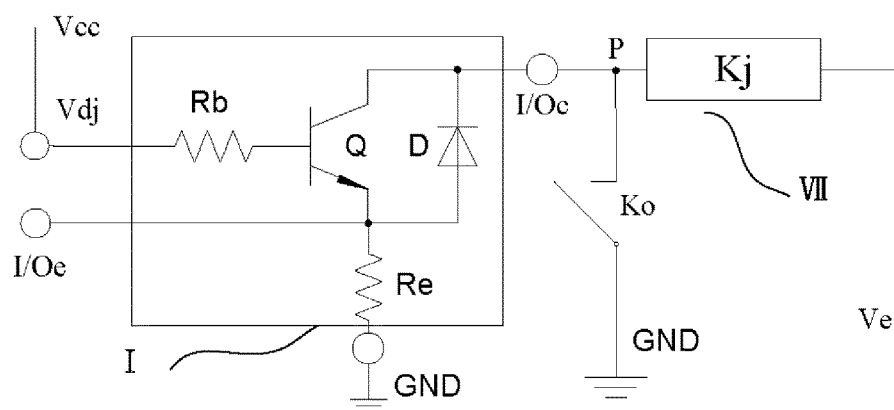 Vcc
P
Kj
Vdj
Rb
I/Oc
Q
D
Ko
Ⅶ
I/Oe
Re
Ve
GND
I
GND